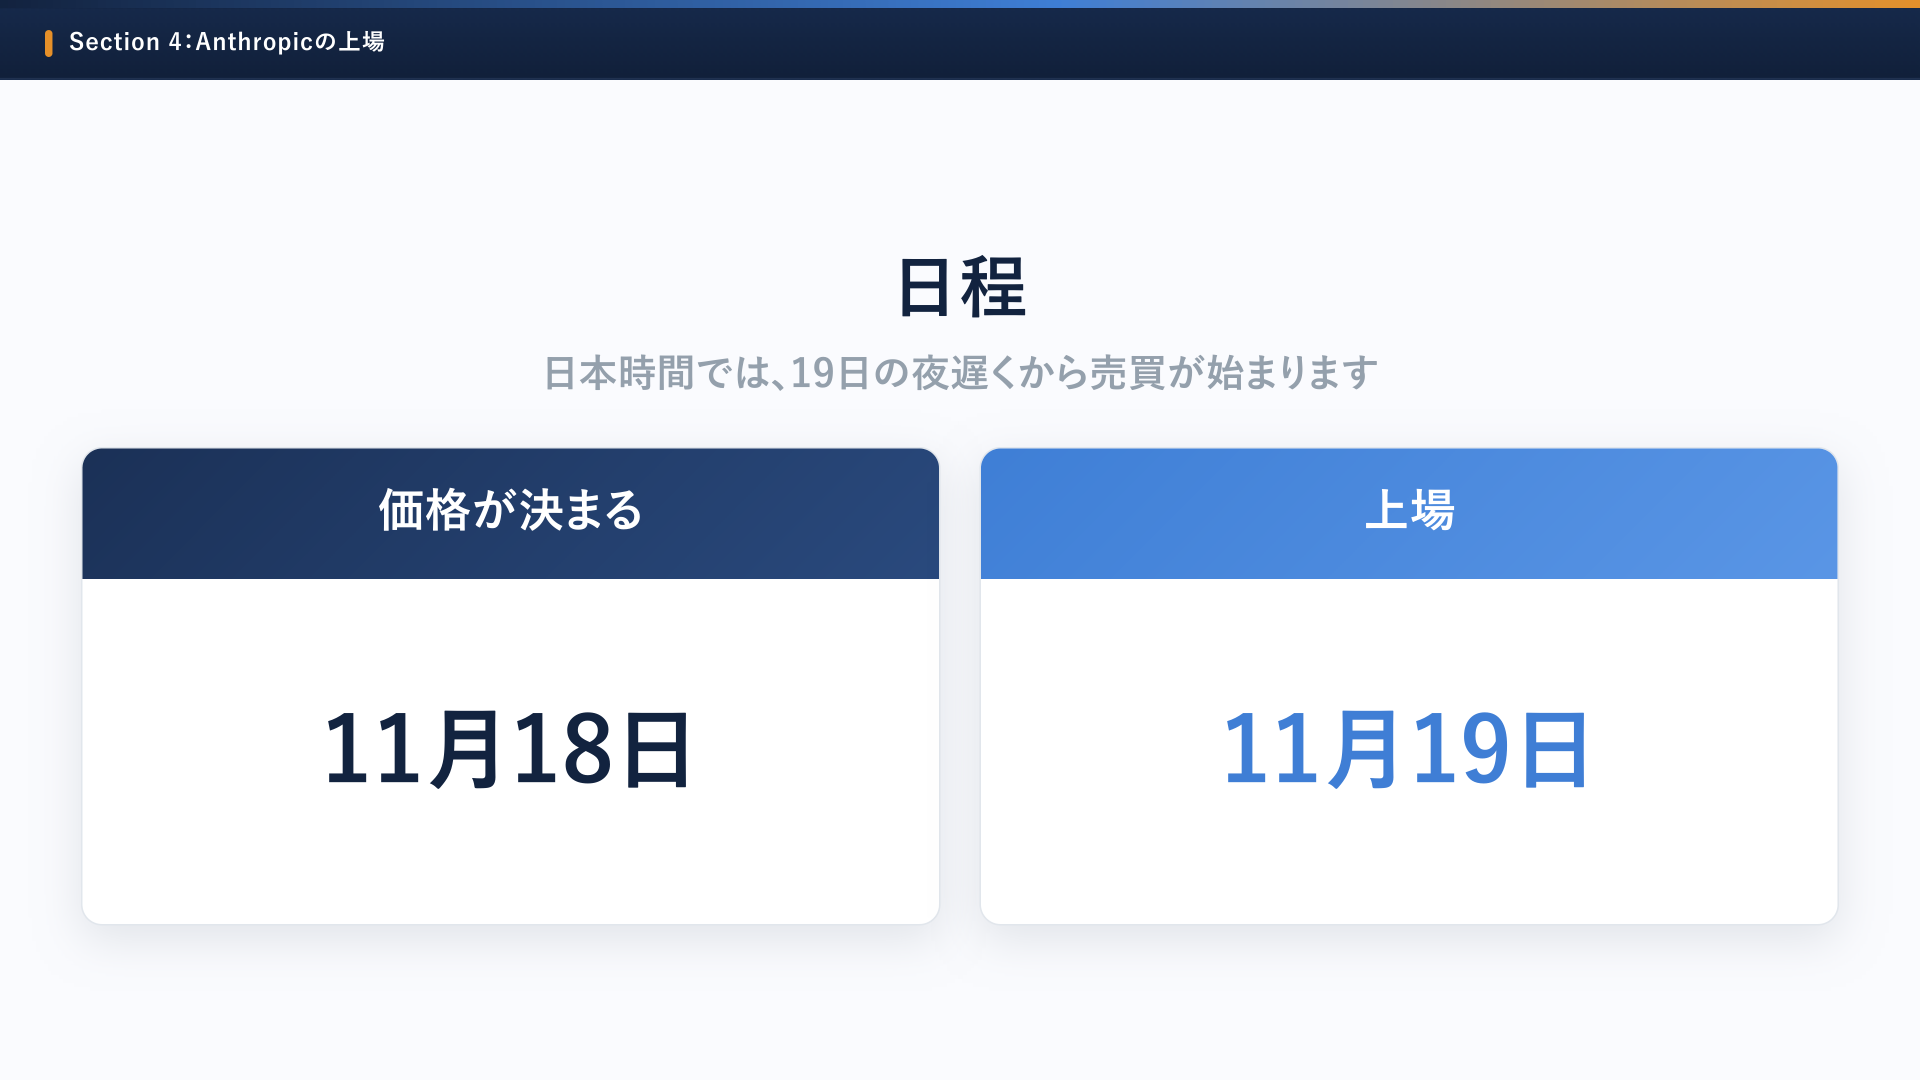 Section 4：Anthropicの上場
日程
日本時間では、19日の夜遅くから売買が始まります
価格が決まる
上場
11月18日
11月19日